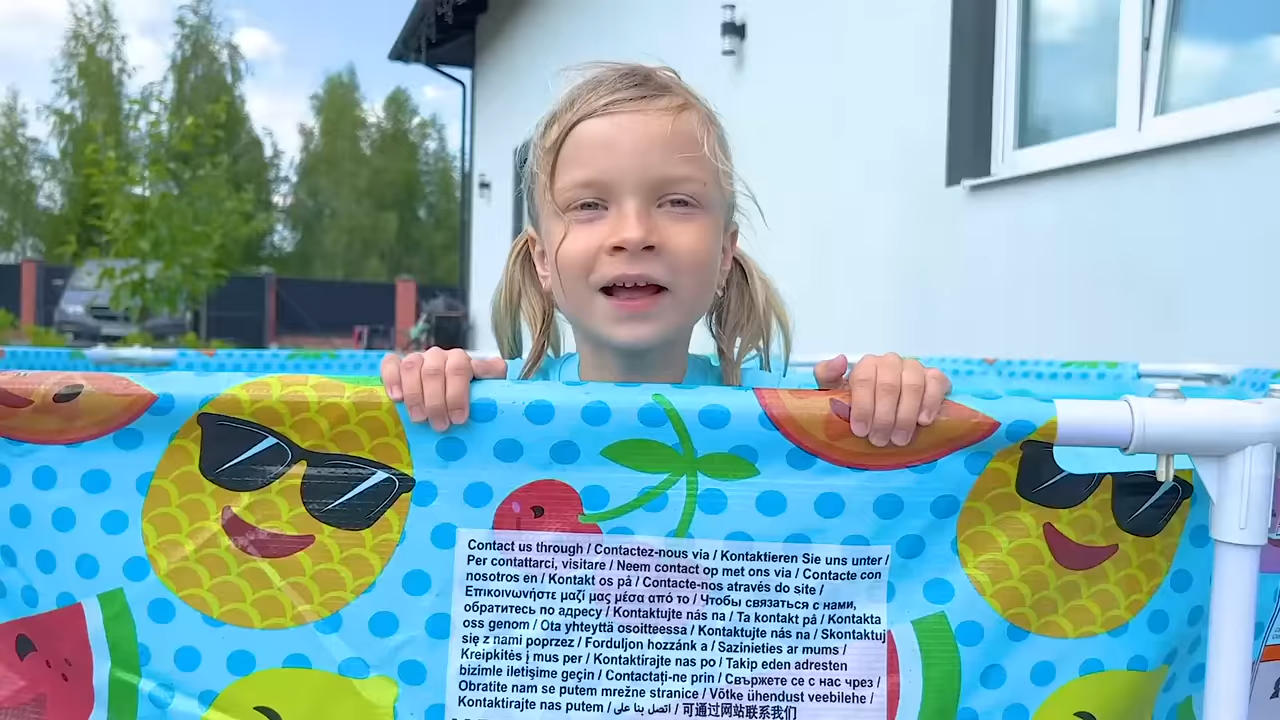 Contact us through / Contactez-nous via / Kontaktieren Sie uns unter /
Per contattarci, visitare / Neem contact op met ons via / Contacte con
nosotros en / Kontakt os på / Contacte-nos através do site /
Επικοινωνήστε μαζί μας μέσα από το / Чтобы связаться с нами,
обратитесь по адресу / Kontaktujte nás na / Ta kontakt på / Kontakta
oss genom / Ota yhteyttä osoitteessa / Kontaktujte nás na / Skontaktuj
się z nami poprzez / Forduljon hozzánk a / Sazinieties ar mums /
Kreipkitės į mus per / Kontaktirajte nas po / Takip eden adresten
bizimle iletişime geçin / Contactaţi-ne prin / Свържете се с нас чрез /
Obratite nam se putem mrežne stranice / Võtke ühendust veebilehe /
Kontaktirajte nas putem / اتصل بنا على / 可通过网站联系我们